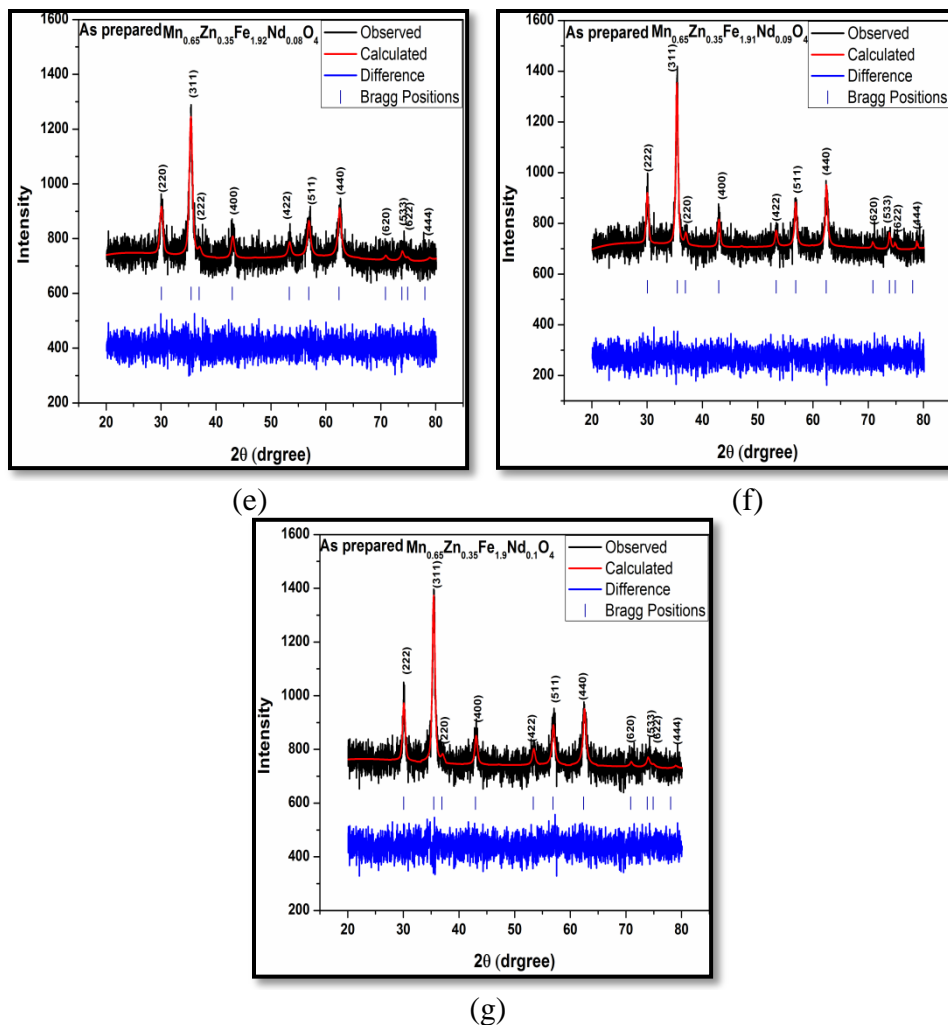 As prepared Mn0.65Zn0.35Fe1.92Nd0.08O4
Observed
Calculated
Difference
Bragg Positions
(311)
(220)
(222)
(400)
(422)
(511)
(440)
(620)
(533)
(622)
(444)
1600
1400
1200
1000
800
600
400
200
Intensity
20 30 40 50 60 70 80
2θ (drgree)
(e)
As prepared Mn0.65Zn0.35Fe1.91Nd0.09O4
Observed
Calculated
Difference
Bragg Positions
(311)
(222)
(220)
(400)
(422)
(511)
(440)
(620)
(533)
(622)
(444)
1600
1400
1200
1000
800
600
400
200
Intensity
20 30 40 50 60 70 80
2θ (drgree)
(f)
As prepared Mn0.65Zn0.35Fe1.9Nd0.1O4
Observed
Calculated
Difference
Bragg Positions
(311)
(222)
(220)
(400)
(422)
(511)
(440)
(620)
(533)
(622)
(444)
1600
1400
1200
1000
800
600
400
200
Intensity
20 30 40 50 60 70 80
2θ (drgree)
(g)